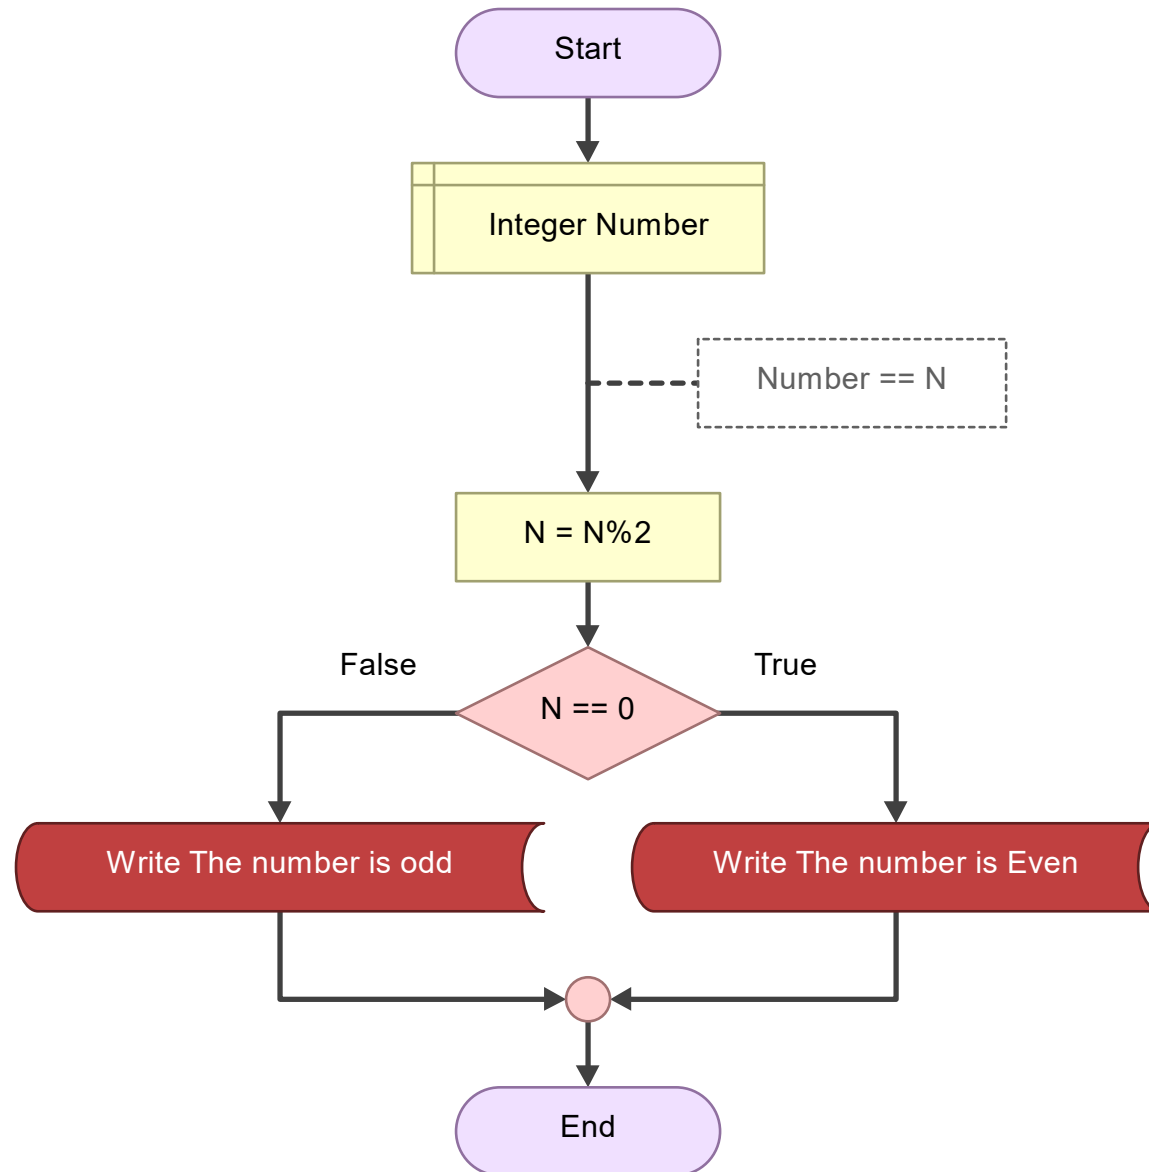 Start
Integer Number
Number == N
N = N%2
False
True
N == 0
Write The number is odd
Write The number is Even
End